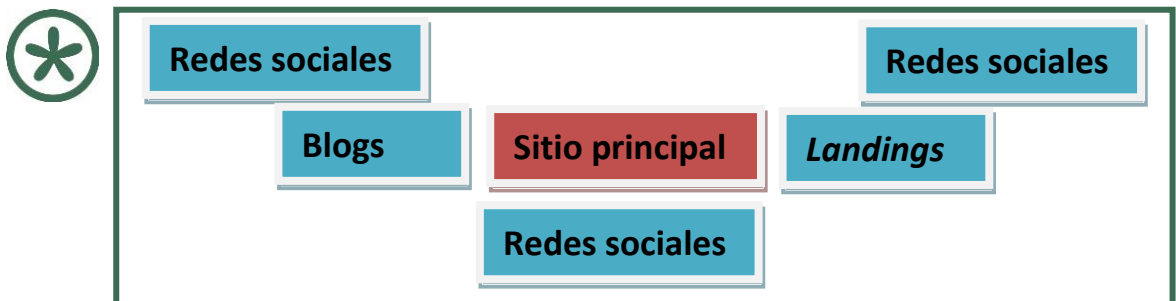 Redes sociales
Redes sociales
Blogs
Sitio principal
Landings
Redes sociales